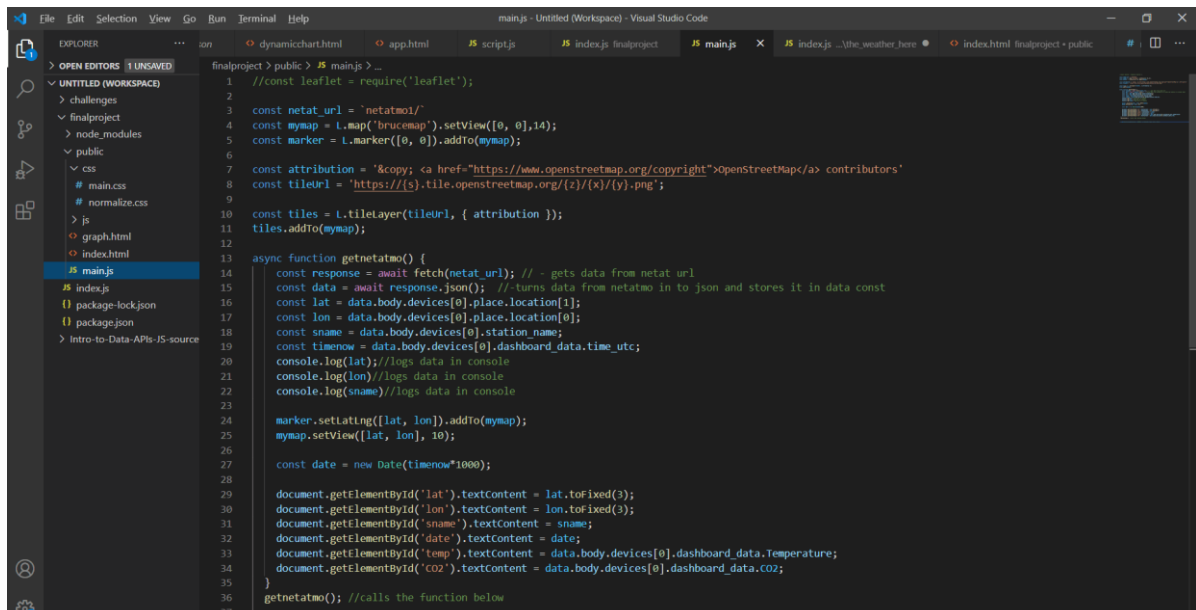 File Edit Selection View Go Run Terminal Help main.js - Untitled (Workspace) - Visual Studio Code
EXPLORER ... dynamicchart.html app.html JS script.js JS index.js finalproject JS main.js JS index.js ...\the_weather_here index.html finalproject • public #
OPEN EDITORS 1 UNSAVED
finalproject > public > JS main.js > ...
UNTITLED (WORKSPACE)
challenges
finalproject
node_modules
public
css
# main.css
# normalize.css
js
graph.html
index.html
JS main.js
JS index.js
{} package-lock.json
{} package.json
Intro-to-Data-APIs-JS-source
1 //const leaflet = require('leaflet');
2
3 const netat_url = `netatmo1/`
4 const mymap = L.map('brucemap').setView([0, 0],14);
5 const marker = L.marker([0, 0]).addTo(mymap);
6
7 const attribution = '&copy; <a href="https://www.openstreetmap.org/copyright">OpenStreetMap</a> contributors'
8 const tileUrl = 'https://{s}.tile.openstreetmap.org/{z}/{x}/{y}.png';
9
10 const tiles = L.tileLayer(tileUrl, { attribution });
11 tiles.addTo(mymap);
12
13 async function getnetatmo() {
14 const response = await fetch(netat_url); // - gets data from netat url
15 const data = await response.json(); //-turns data from netatmo in to json and stores it in data const
16 const lat = data.body.devices[0].place.location[1];
17 const lon = data.body.devices[0].place.location[0];
18 const sname = data.body.devices[0].station_name;
19 const timenow = data.body.devices[0].dashboard_data.time_utc;
20 console.log(lat);//logs data in console
21 console.log(lon)//logs data in console
22 console.log(sname)//logs data in console
23
24 marker.setLatLng([lat, lon]).addTo(mymap);
25 mymap.setView([lat, lon], 10);
26
27 const date = new Date(timenow*1000);
28
29 document.getElementById('lat').textContent = lat.toFixed(3);
30 document.getElementById('lon').textContent = lon.toFixed(3);
31 document.getElementById('sname').textContent = sname;
32 document.getElementById('date').textContent = date;
33 document.getElementById('temp').textContent = data.body.devices[0].dashboard_data.Temperature;
34 document.getElementById('CO2').textContent = data.body.devices[0].dashboard_data.CO2;
35 }
36 getnetatmo(); //calls the function below